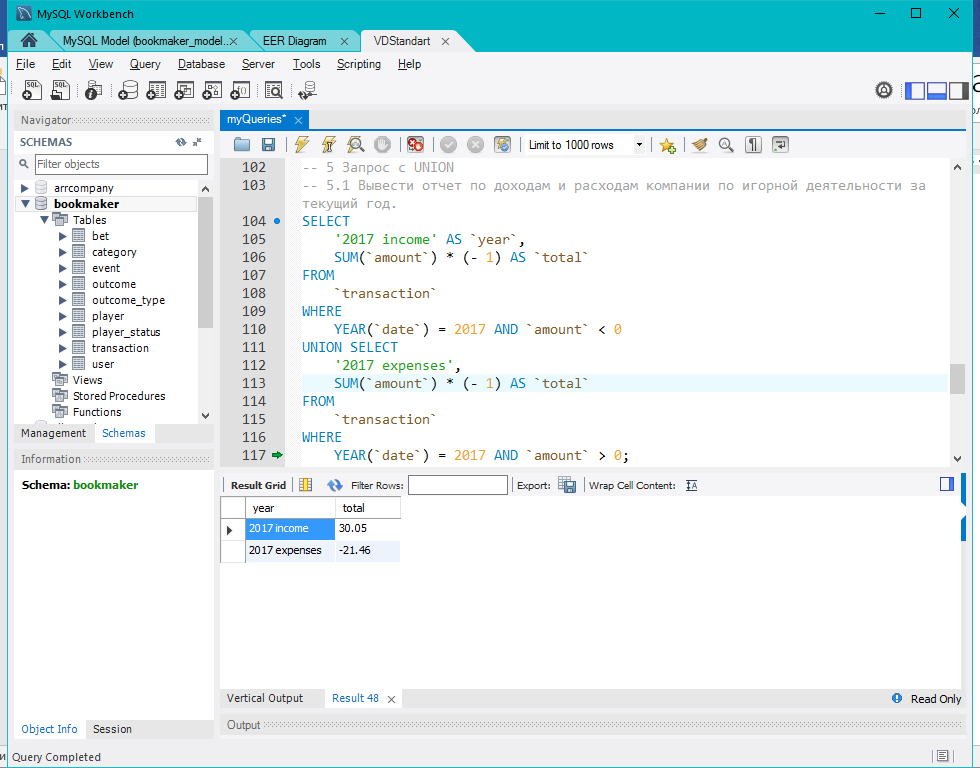 MySQL Workbench
MySQL Model (bookmaker_model.. × EER Diagram × VDStandart ×
File Edit View Query Database Server Tools Scripting Help
Navigator
SCHEMAS
Filter objects
arrcompany
bookmaker
Tables
bet
category
event
outcome
outcome_type
player
player_status
transaction
user
Views
Stored Procedures
Functions
Management Schemas
Information
Schema: bookmaker
Object Info Session
myQueries* ×
Limit to 1000 rows
102 -- 5 Запрос с UNION
103 -- 5.1 Вывести отчет по доходам и расходам компании по игорной деятельности за
текущий год.
104 SELECT
105 '2017 income' AS `year`,
106 SUM(`amount`) * (- 1) AS `total`
107 FROM
108 `transaction`
109 WHERE
110 YEAR(`date`) = 2017 AND `amount` < 0
111 UNION SELECT
112 '2017 expenses',
113 SUM(`amount`) * (- 1) AS `total`
114 FROM
115 `transaction`
116 WHERE
117 YEAR(`date`) = 2017 AND `amount` > 0;
Result Grid Filter Rows: Export: Wrap Cell Content:
year total
2017 income 30.05
2017 expenses -21.46
Vertical Output Result 48 × Read Only
Output
Query Completed